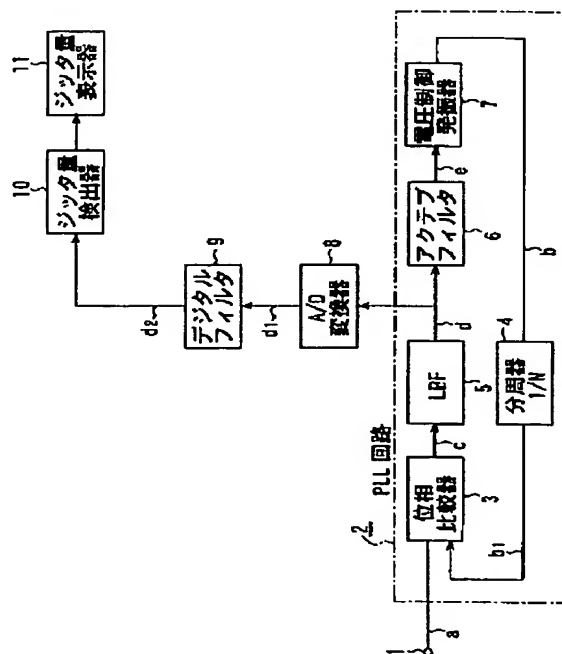 11
ジッタ量
表示器
10
ジッタ量
検出器
9
デジタル
フィルタ
d2
8
A/D
変換器
d1
PLL 回路
2
1
a
位相
比較器
3
c
LPF
5
d
アクテブ
フィルタ
6
e
電圧制御
発振器
7
b
4
分周器
1/N
b1